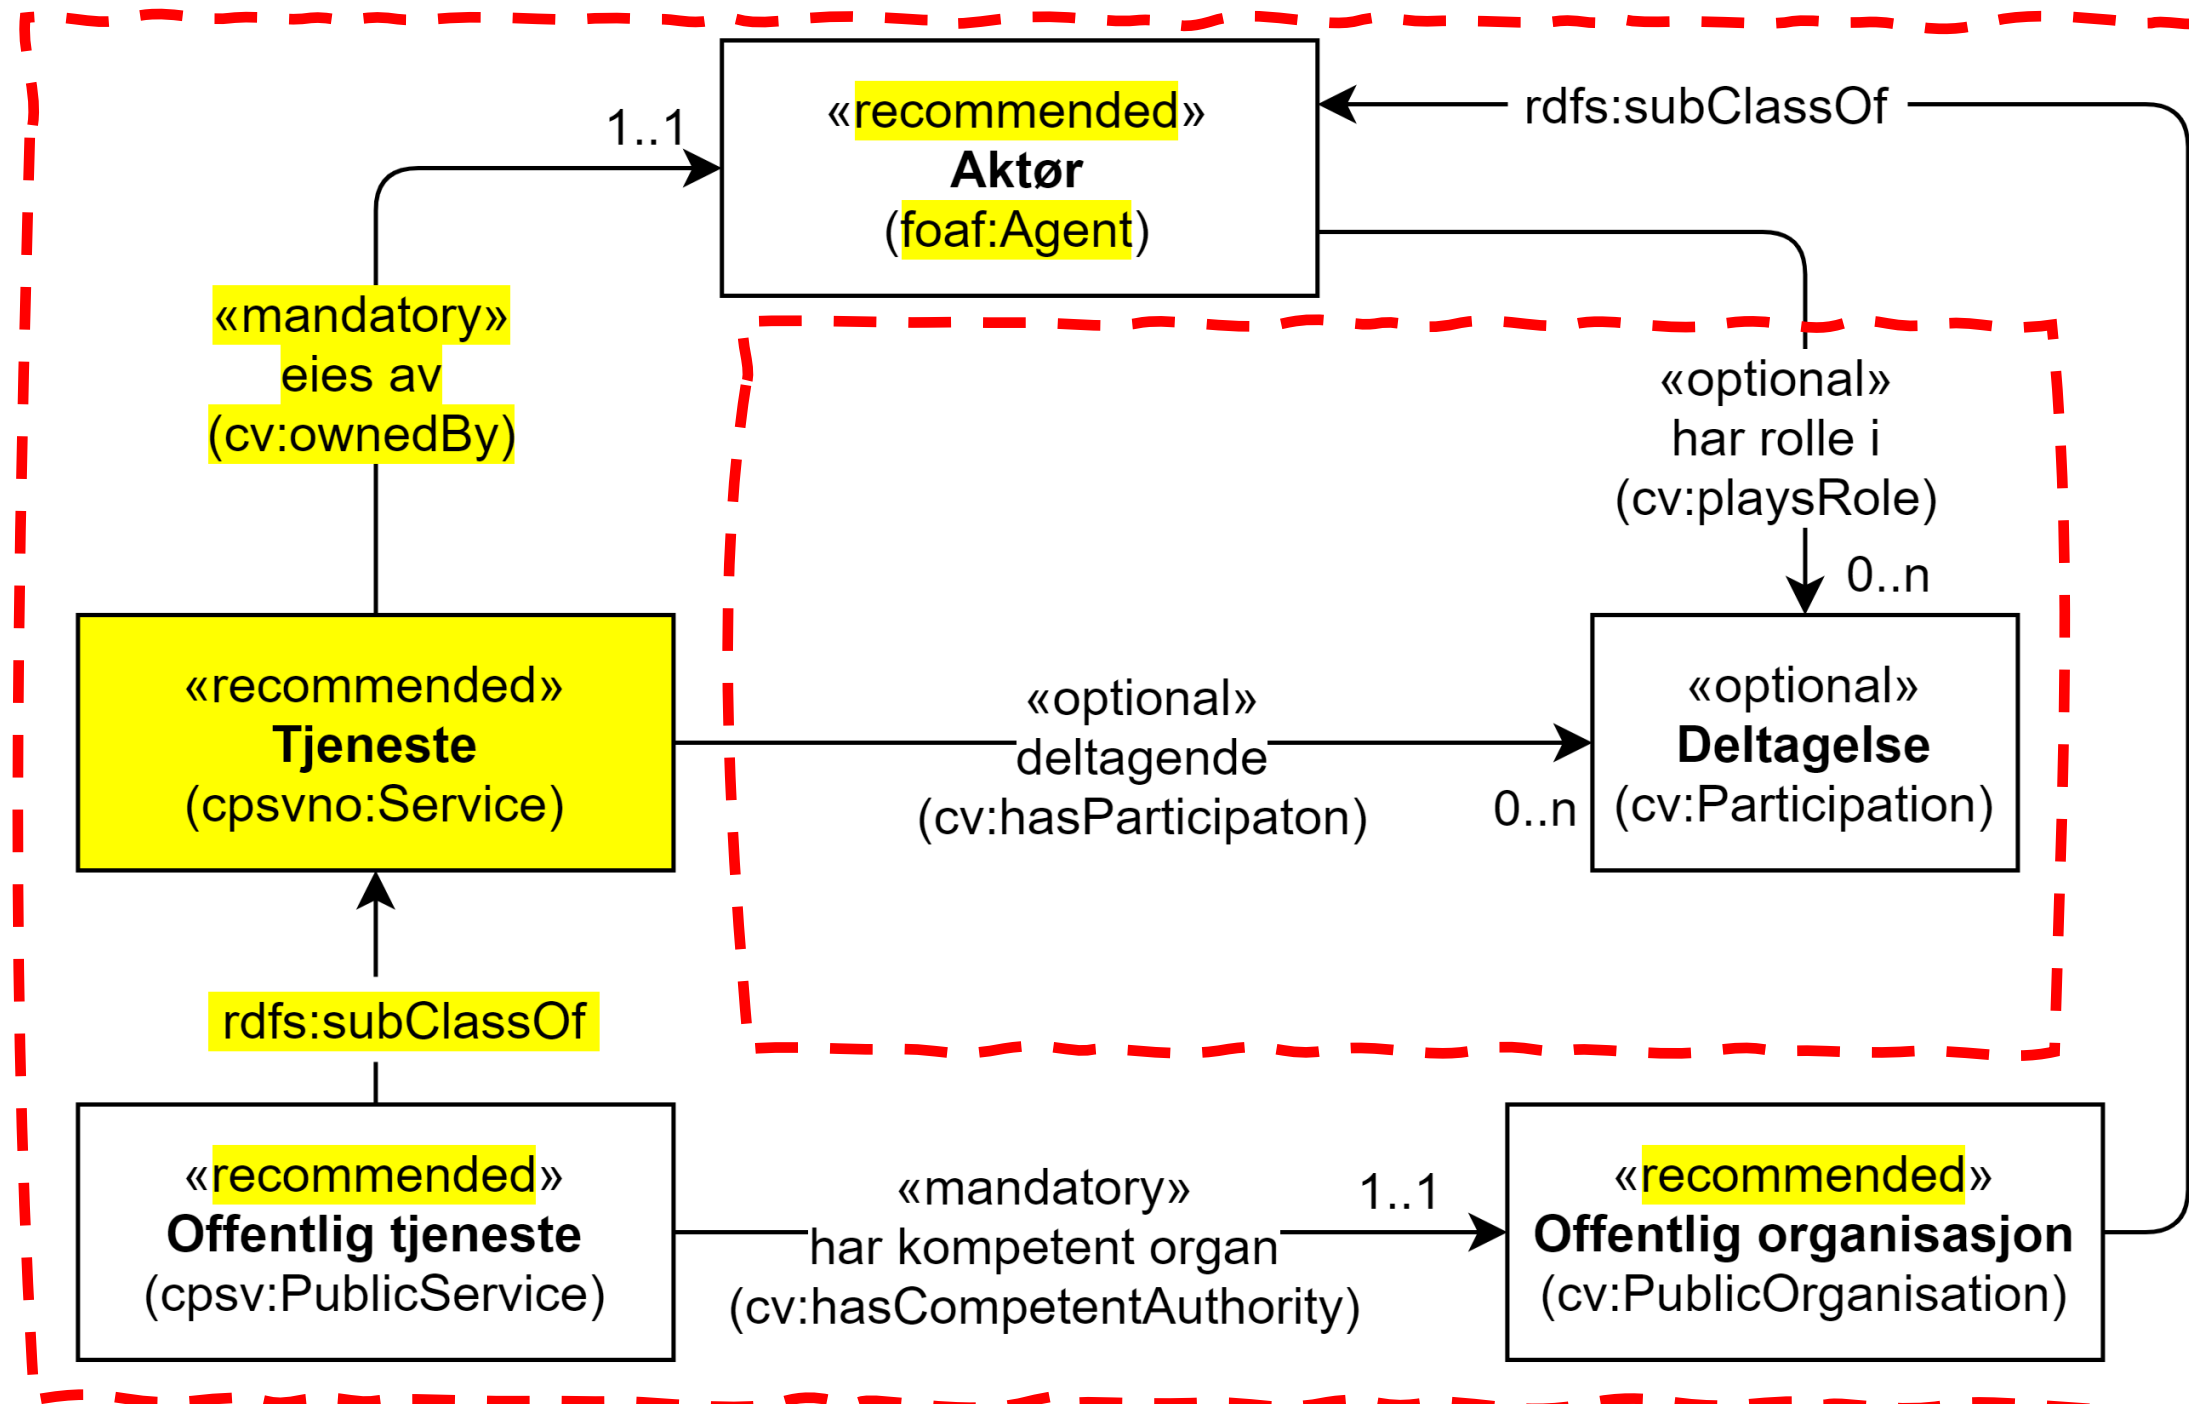 «recommended»
Aktør
(foaf:Agent)
rdfs:subClassOf
1..1
«mandatory»
eies av
(cv:ownedBy)
«optional»
har rolle i
(cv:playsRole)
0..n
«recommended»
Tjeneste
(cpsvno:Service)
«optional»
deltagende
(cv:hasParticipaton)
0..n
«optional»
Deltagelse
(cv:Participation)
rdfs:subClassOf
«recommended»
Offentlig tjeneste
(cpsv:PublicService)
«mandatory»
har kompetent organ
(cv:hasCompetentAuthority)
1..1
«recommended»
Offentlig organisasjon
(cv:PublicOrganisation)